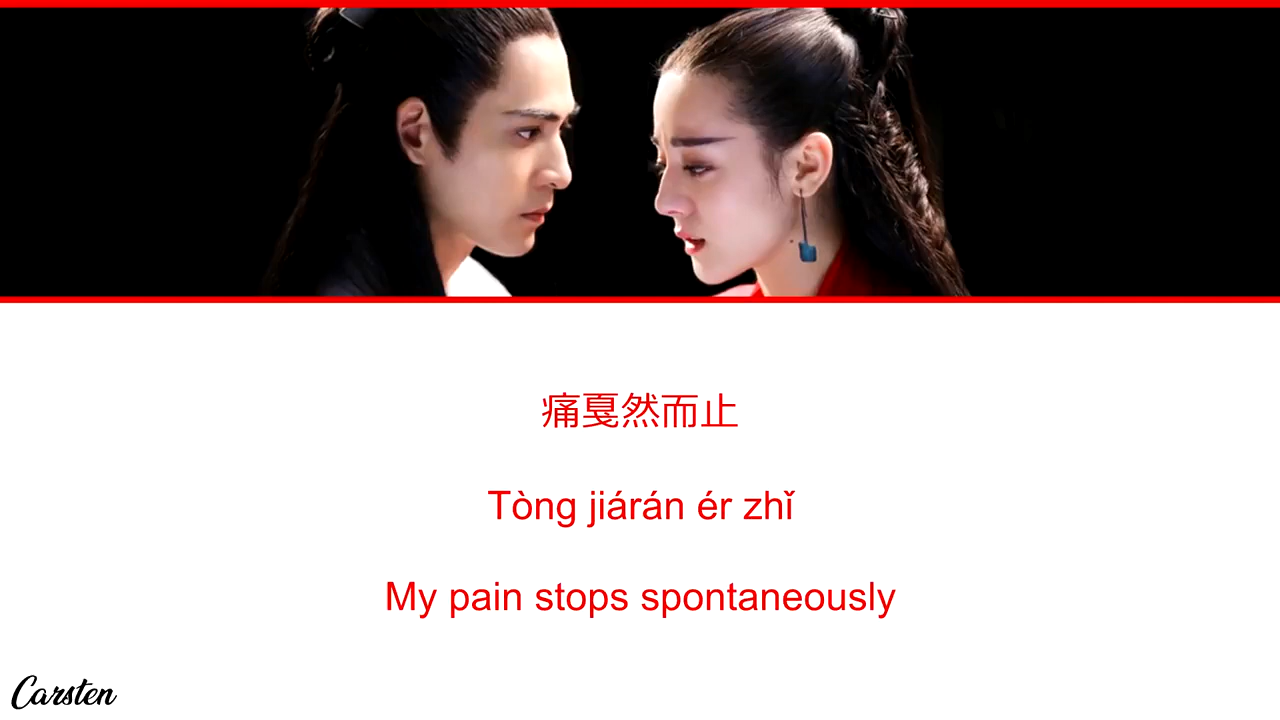 痛戛然而止
Tòng jiárán ér zhǐ
My pain stops spontaneously
Carsten